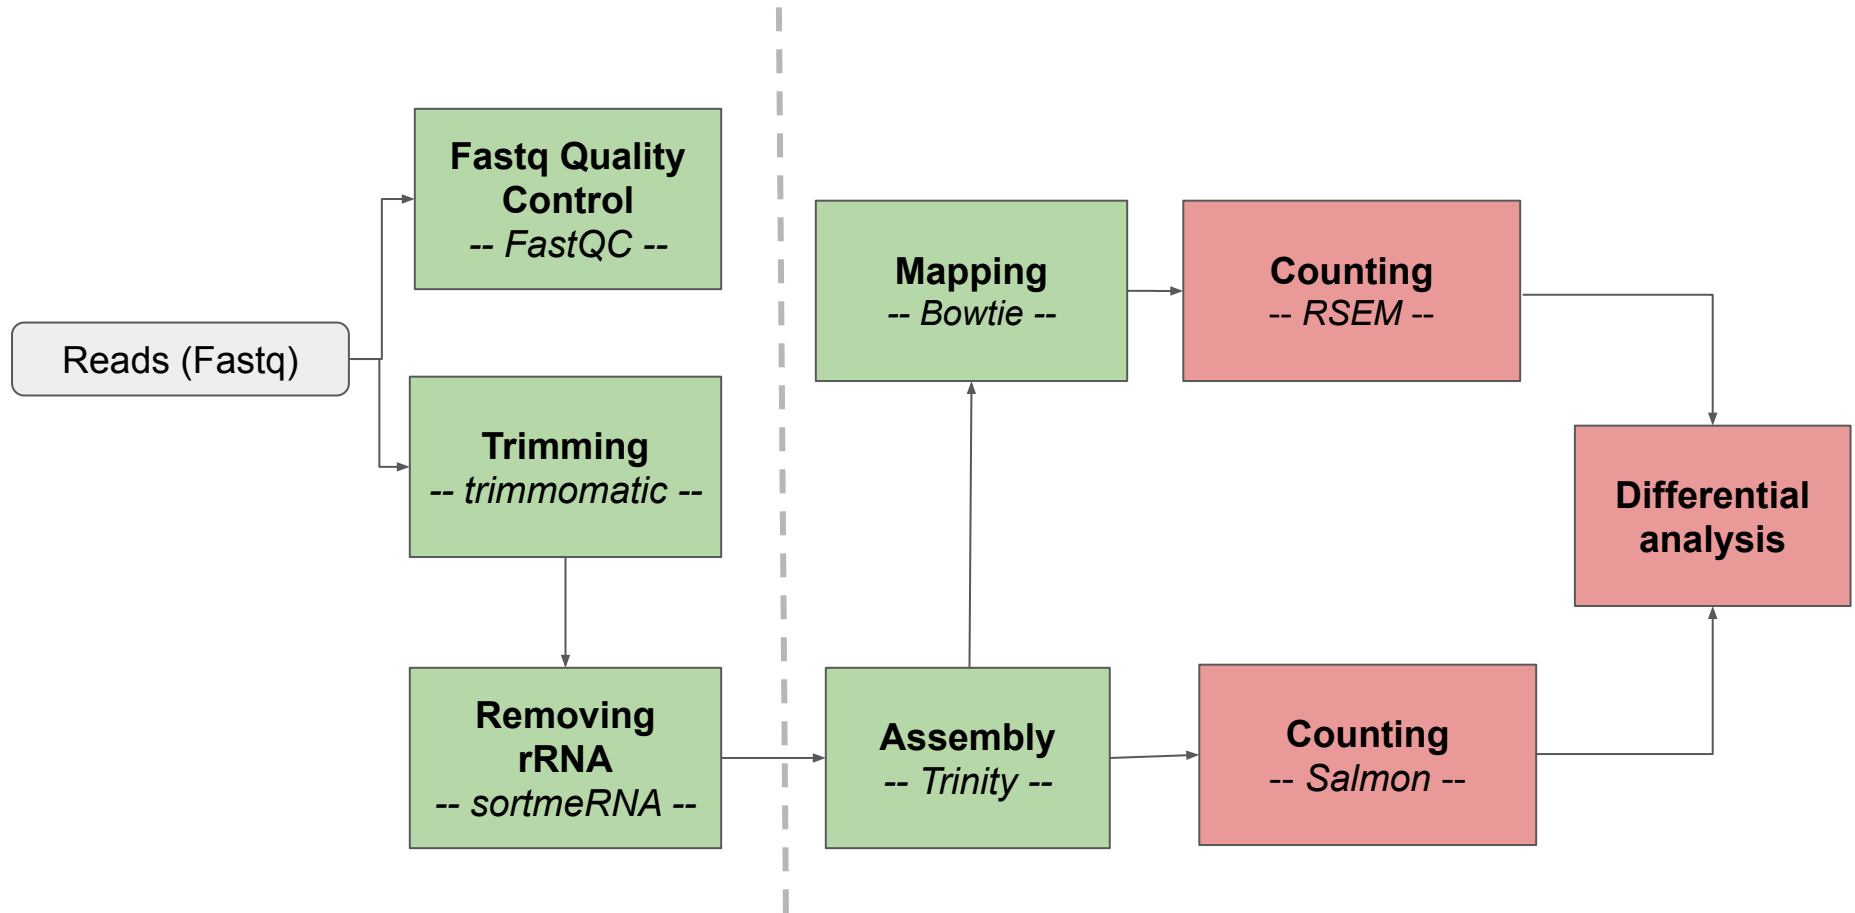 Fastq Quality
Control
-- FastQC --
Reads (Fastq)
Trimming
-- trimmomatic --
Removing
rRNA
-- sortmeRNA --
Mapping
-- Bowtie --
Counting
-- RSEM --
Assembly
-- Trinity --
Counting
-- Salmon --
Differential
analysis